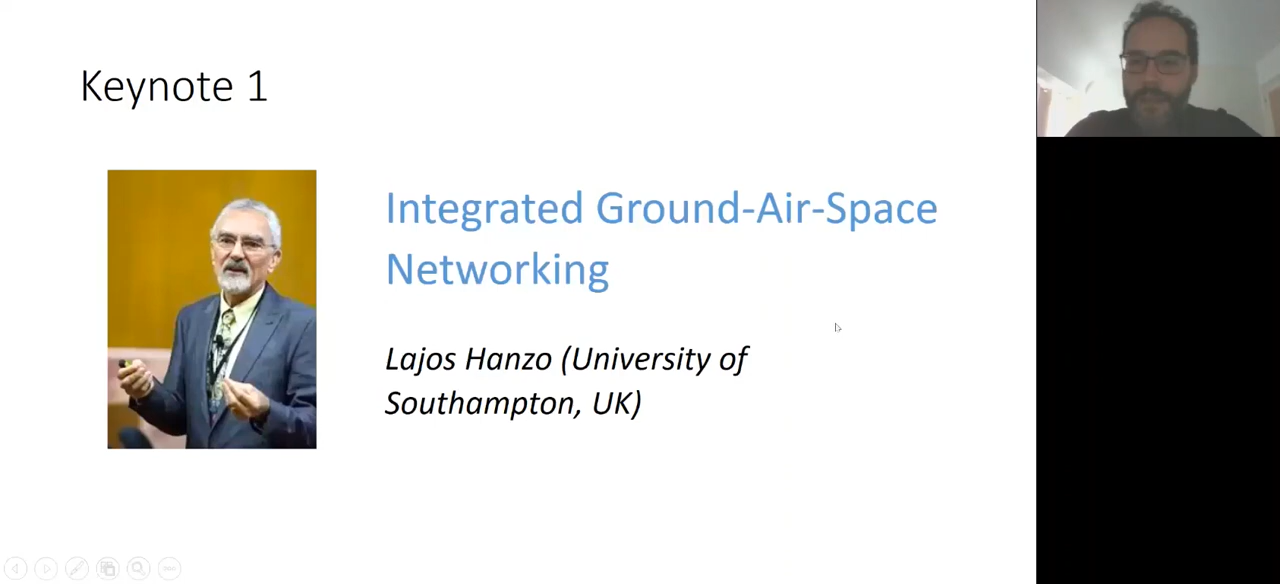 Keynote 1
Integrated Ground-Air-Space
Networking
Lajos Hanzo (University of
Southampton, UK)